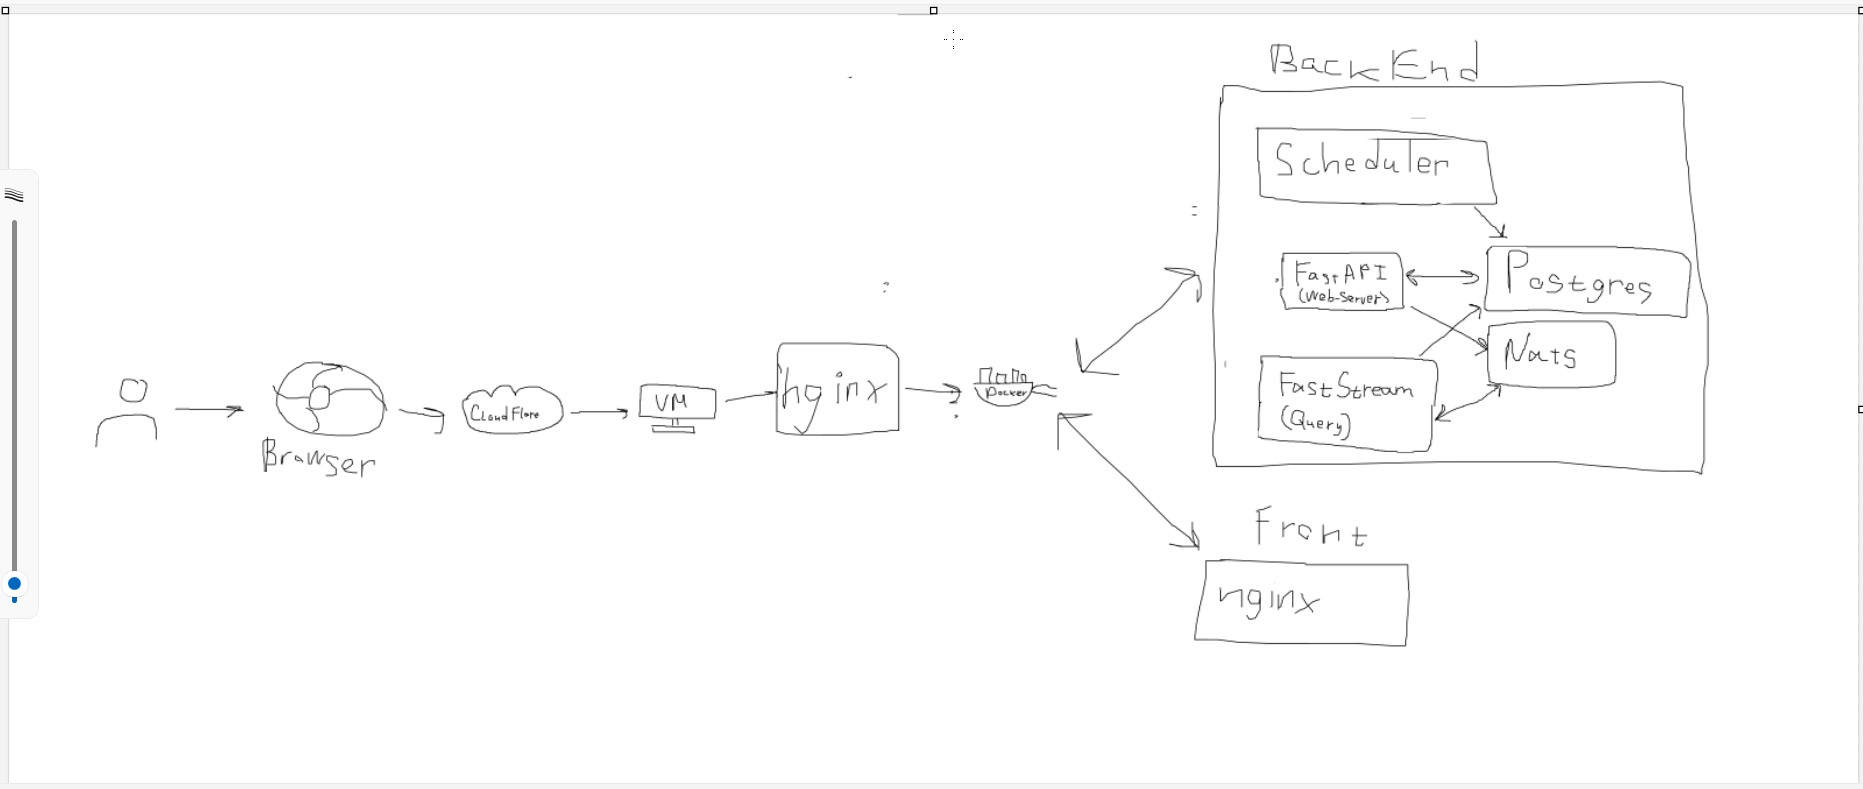 BackEnd
Scheduler
FastAPI
(Web-Server)
Postgres
Nats
FastStream
(Query)
Browser
CloudFlare
VM
nginx
Docker
Front
nginx